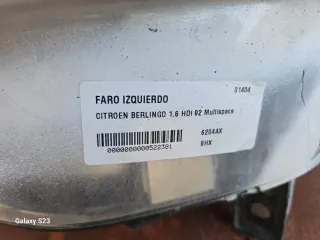 FARO IZQUIERDO 01404
CITROEN BERLINGO 1.6 HDI 92 Multispace
6204AX
0000000000522381 9HX
Galaxy S23